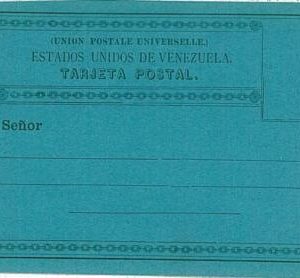 (UNION POSTALE UNIVERSELLE.)
ESTADOS UNIDOS DE VENEZUELA.
TARJETA POSTAL.
Señor